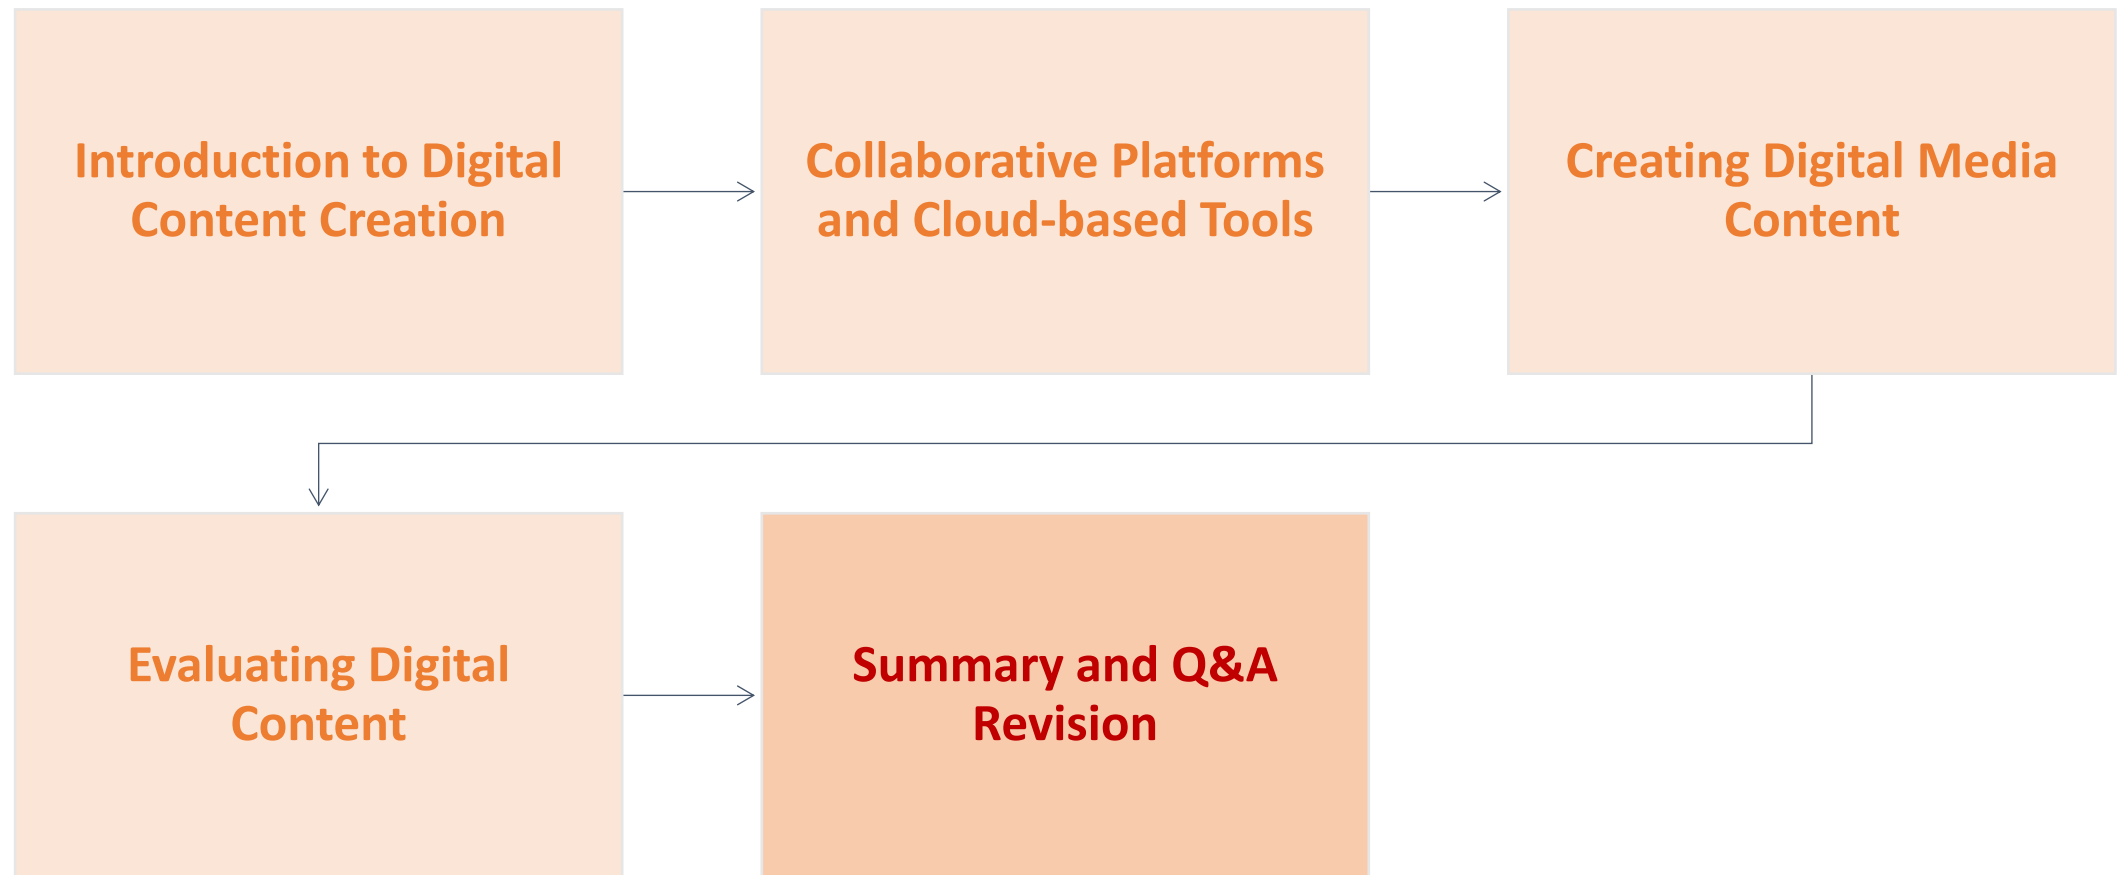 Introduction to Digital
Content Creation
Collaborative Platforms
and Cloud-based Tools
Creating Digital Media
Content
Evaluating Digital
Content
Summary and Q&A
Revision